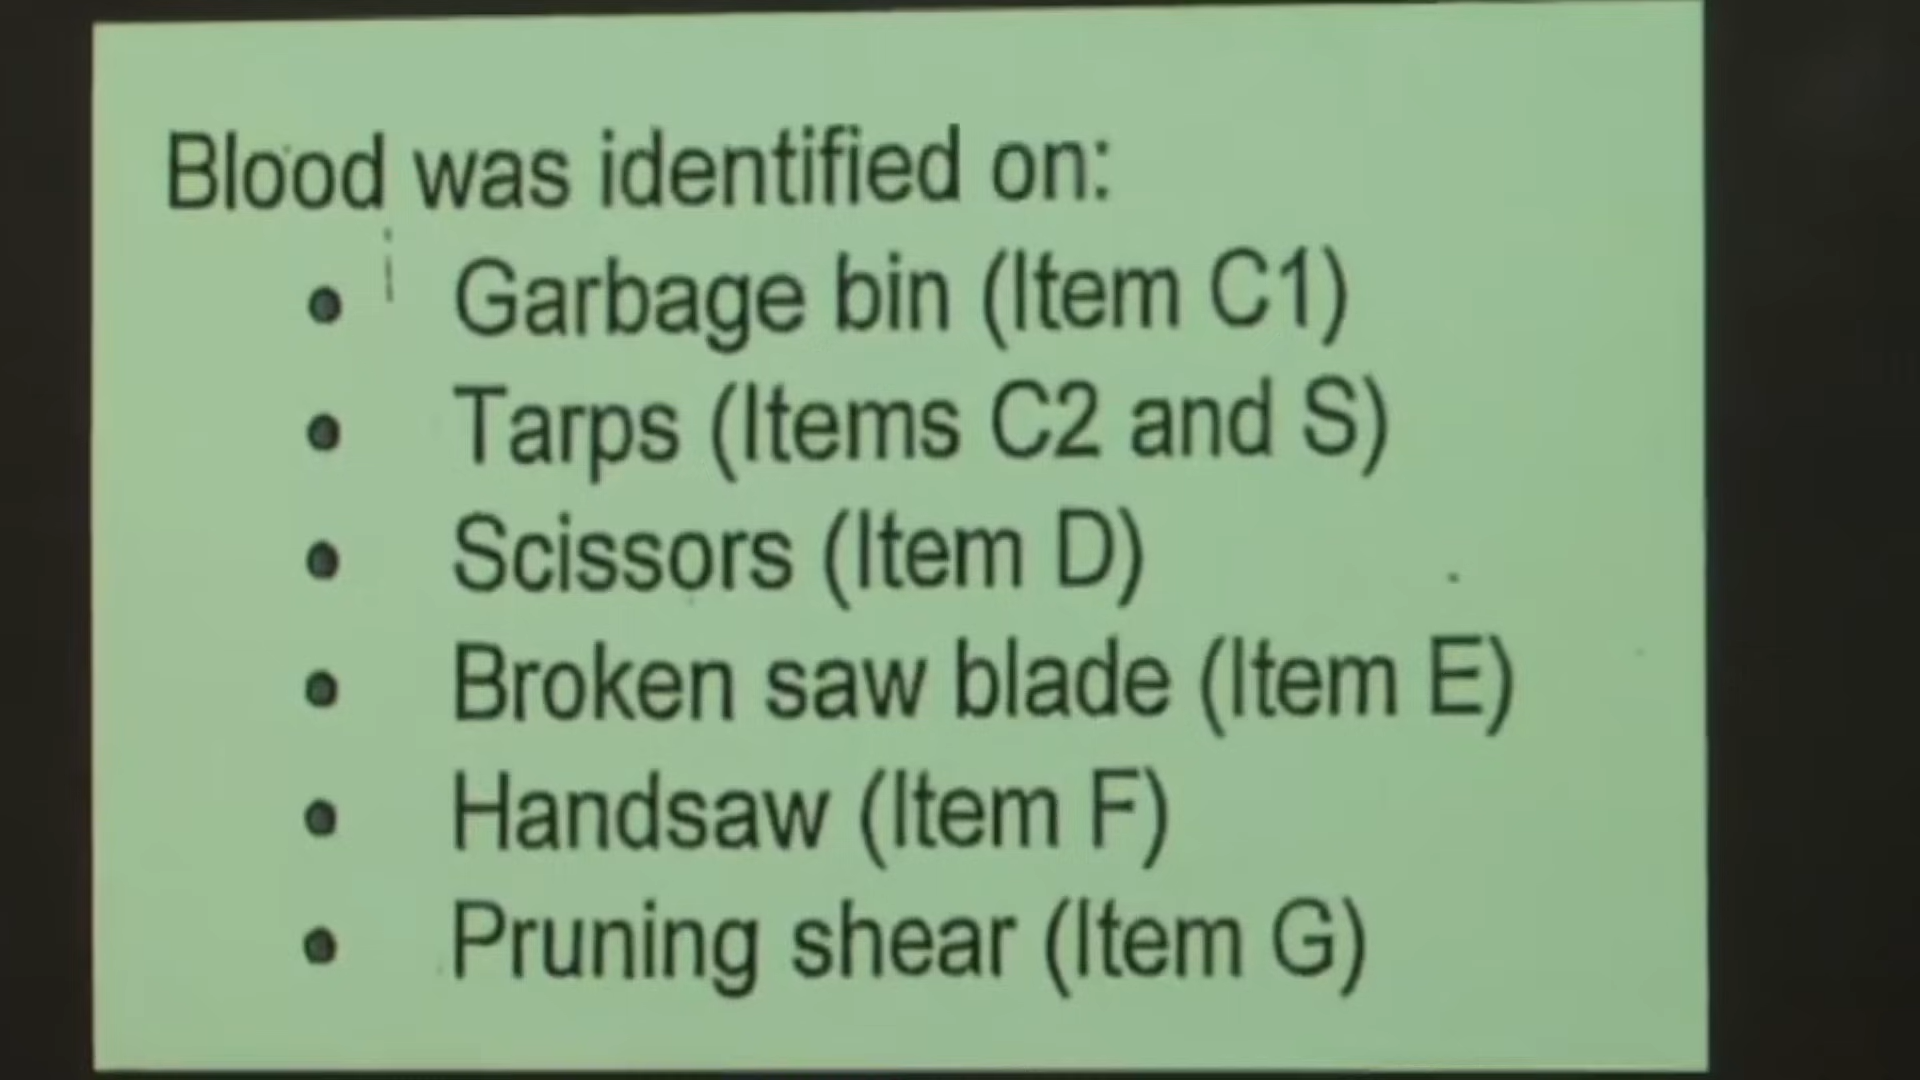 Blood was identified on:
• Garbage bin (Item C1)
• Tarps (Items C2 and S)
• Scissors (Item D)
• Broken saw blade (Item E)
• Handsaw (Item F)
• Pruning shear (Item G)